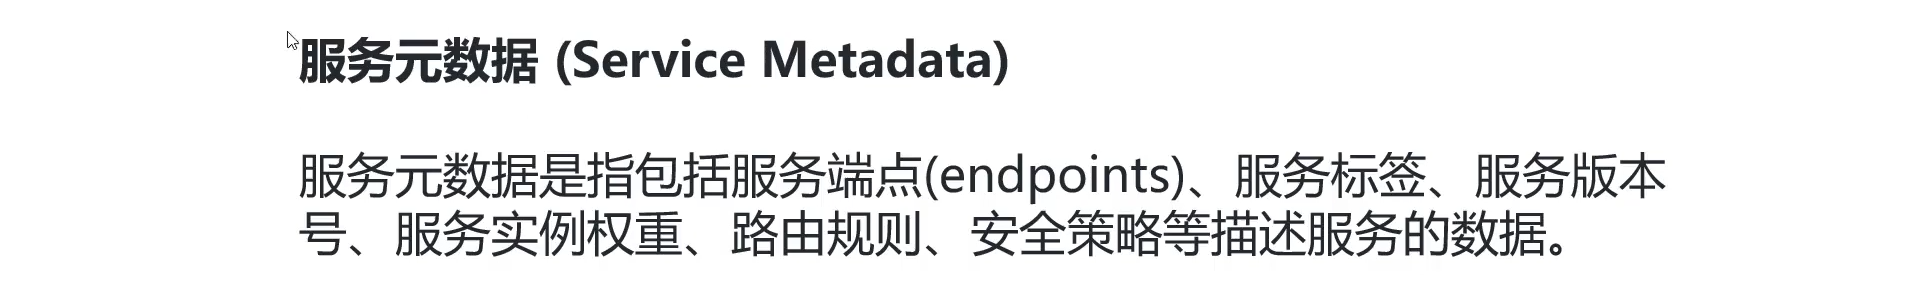 服务元数据 (Service Metadata)
服务元数据是指包括服务端点(endpoints)、服务标签、服务版本
号、服务实例权重、路由规则、安全策略等描述服务的数据。